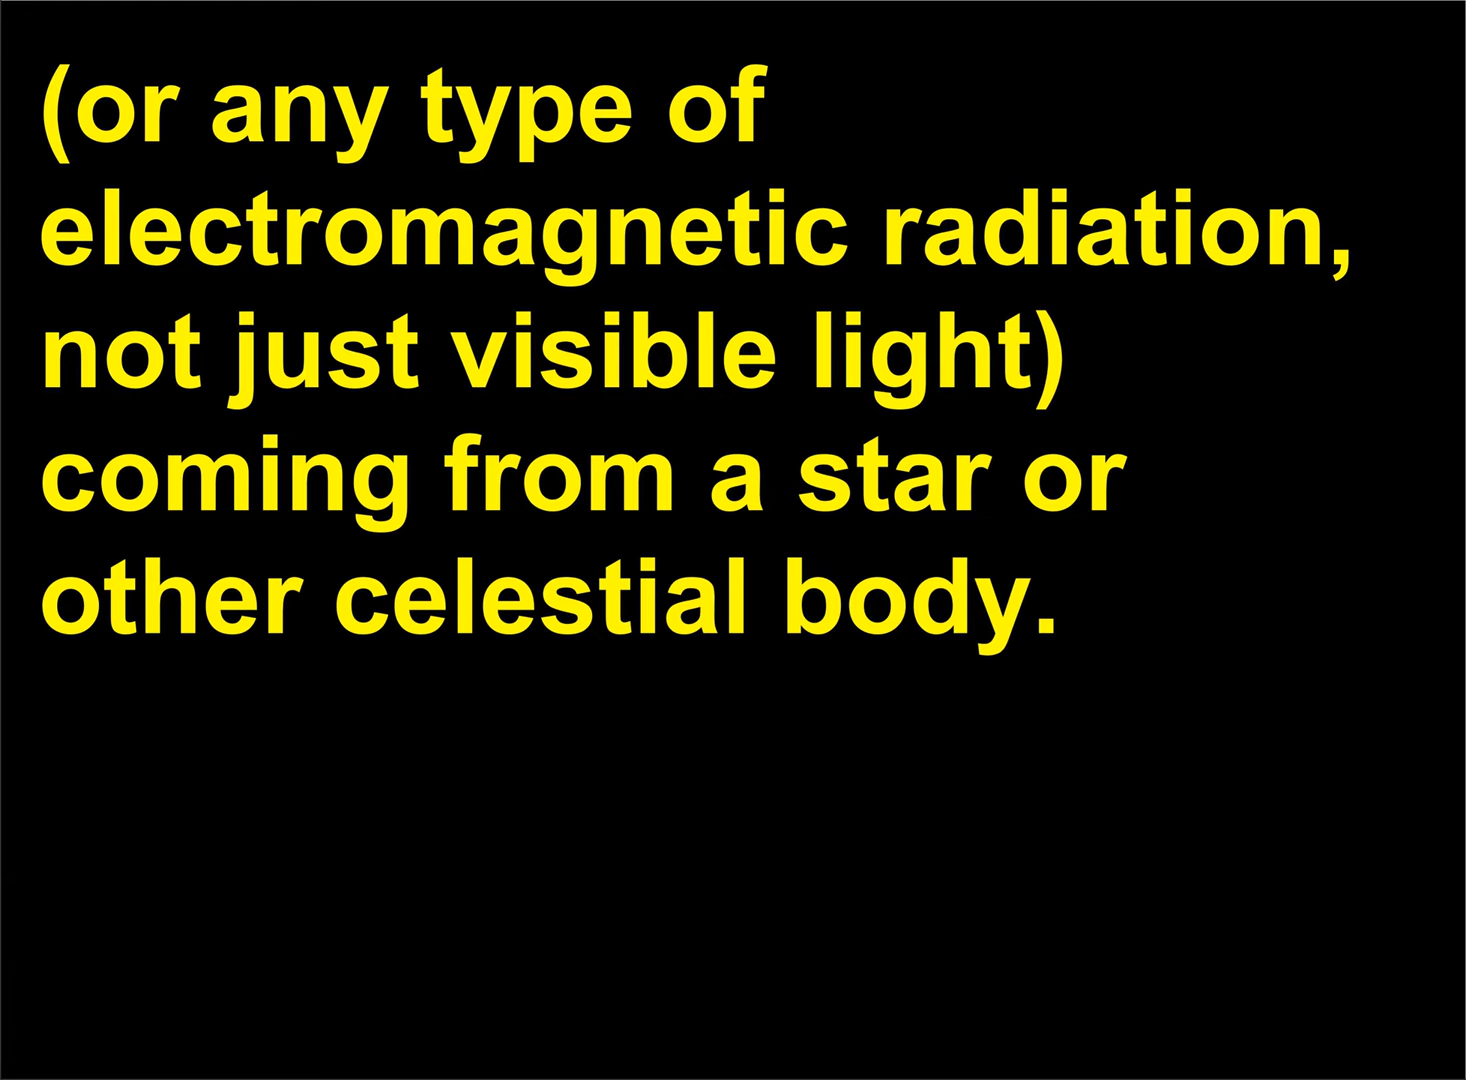 (or any type of
electromagnetic radiation,
not just visible light)
coming from a star or
other celestial body.